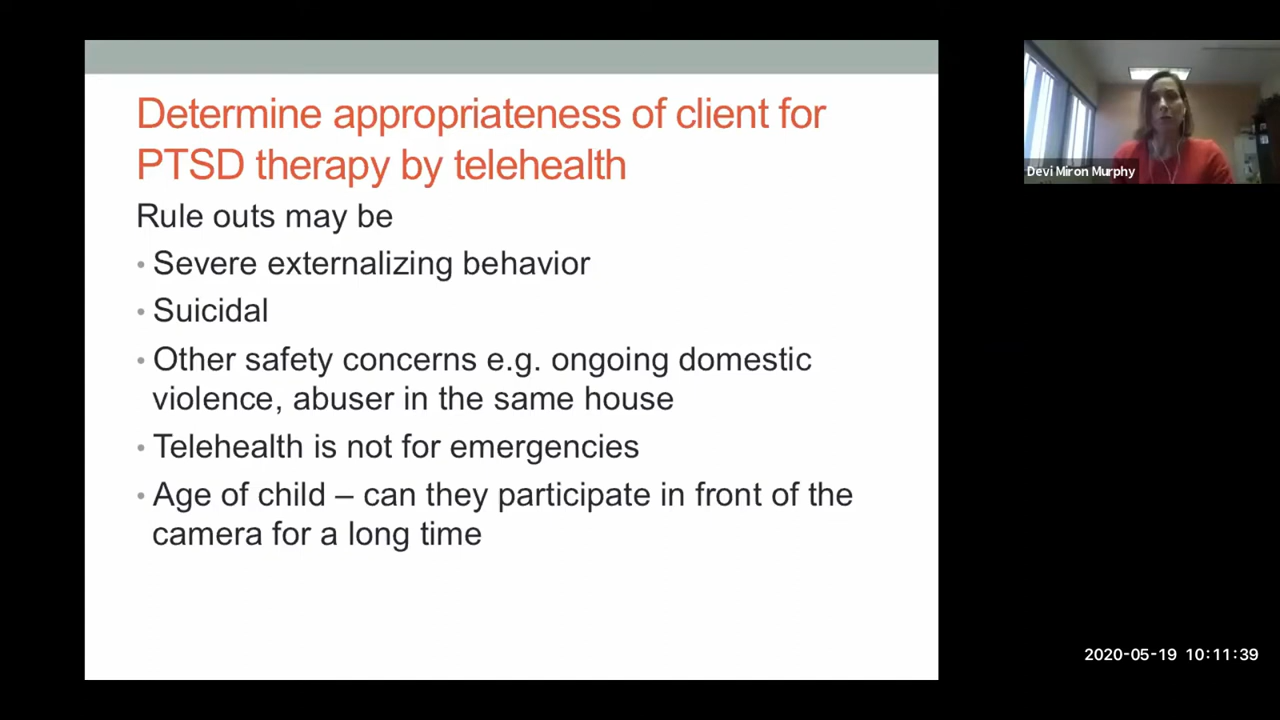 Determine appropriateness of client for
PTSD therapy by telehealth
Rule outs may be
• Severe externalizing behavior
• Suicidal
• Other safety concerns e.g. ongoing domestic
violence, abuser in the same house
• Telehealth is not for emergencies
• Age of child – can they participate in front of the
camera for a long time
Devi Miron Murphy
2020-05-19 10:11:39